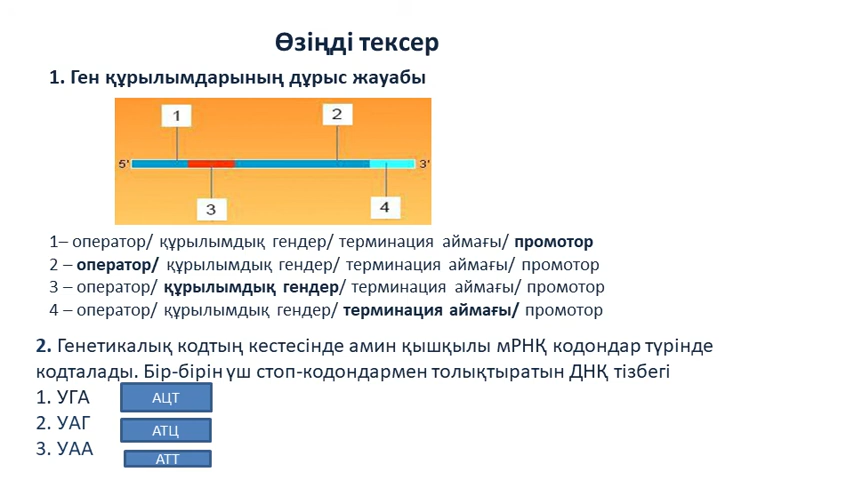 Өзіңді тексер
1. Ген құрылымдарының дұрыс жауабы
1
2
5'
3'
3
4
1– оператор/ құрылымдық гендер/ терминация аймағы/ промотор
2 – оператор/ құрылымдық гендер/ терминация аймағы/ промотор
3 – оператор/ құрылымдық гендер/ терминация аймағы/ промотор
4 – оператор/ құрылымдық гендер/ терминация аймағы/ промотор
2. Генетикалық кодтың кестесінде амин қышқылы мРНҚ кодондар түрінде
кодталады. Бір-бірін үш стоп-кодондармен толықтыратын ДНҚ тізбегі
1. УГА АЦТ
2. УАГ АТЦ
3. УАА АТТ